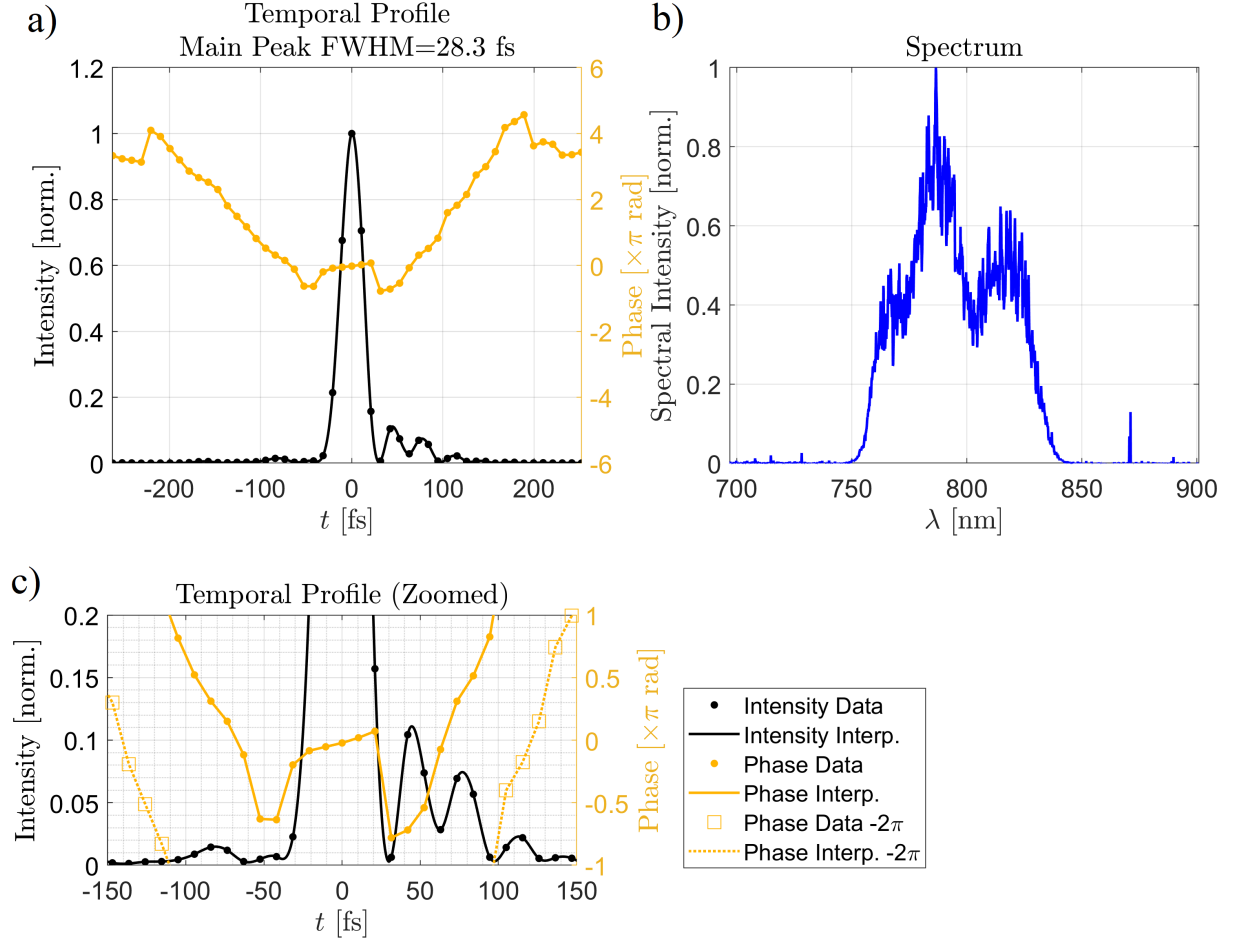 a)
Temporal Profile
Main Peak FWHM=28.3 fs
1.2
1
0.8
0.6
0.4
0.2
0
Intensity [norm.]
6
4
2
0
-2
-4
-6
Phase [×π rad]
-200
-100
0
100
200
t [fs]
b)
Spectrum
1
0.8
0.6
0.4
0.2
0
Spectral Intensity [norm.]
700
750
800
850
900
λ [nm]
c)
Temporal Profile (Zoomed)
0.2
0.15
0.1
0.05
0
Intensity [norm.]
1
0.5
0
-0.5
-1
Phase [×π rad]
-150
-100
-50
0
50
100
150
t [fs]
Intensity Data
Intensity Interp.
Phase Data
Phase Interp.
Phase Data -2π
Phase Interp. -2π